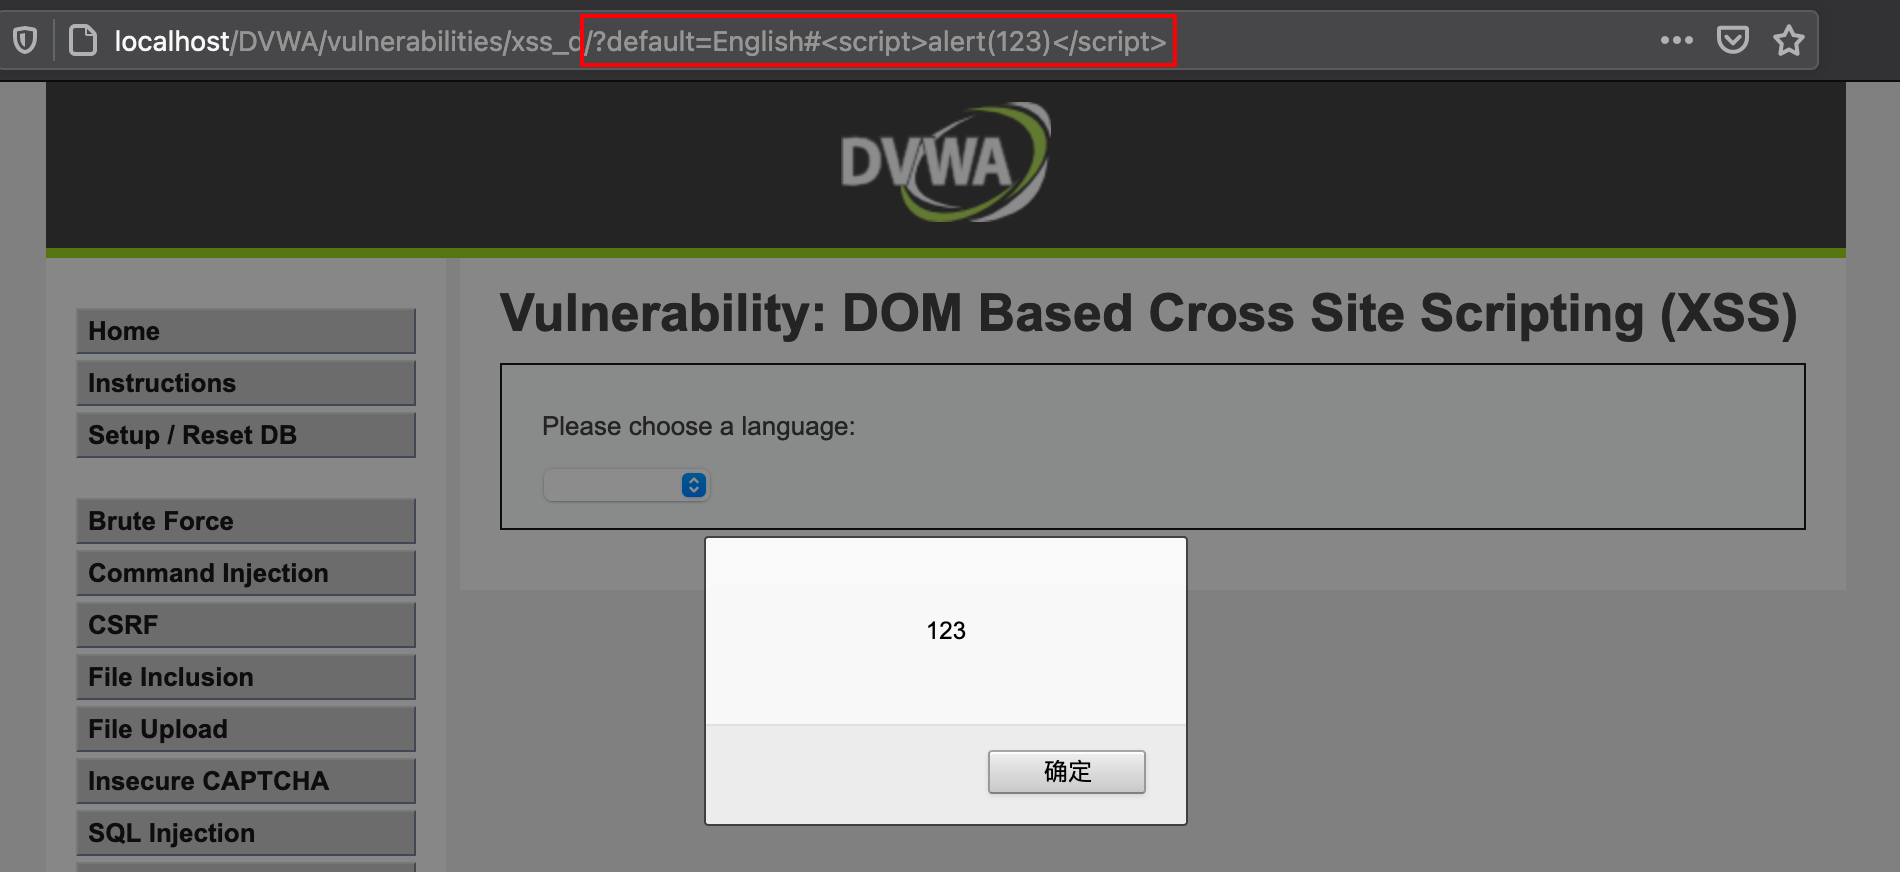 localhost/DVWA/vulnerabilities/xss_d/?default=English#<script>alert(123)</script>
DVWA
Vulnerability: DOM Based Cross Site Scripting (XSS)
Please choose a language:
Home
Instructions
Setup / Reset DB
Brute Force
Command Injection
CSRF
File Inclusion
File Upload
Insecure CAPTCHA
SQL Injection
123
确定